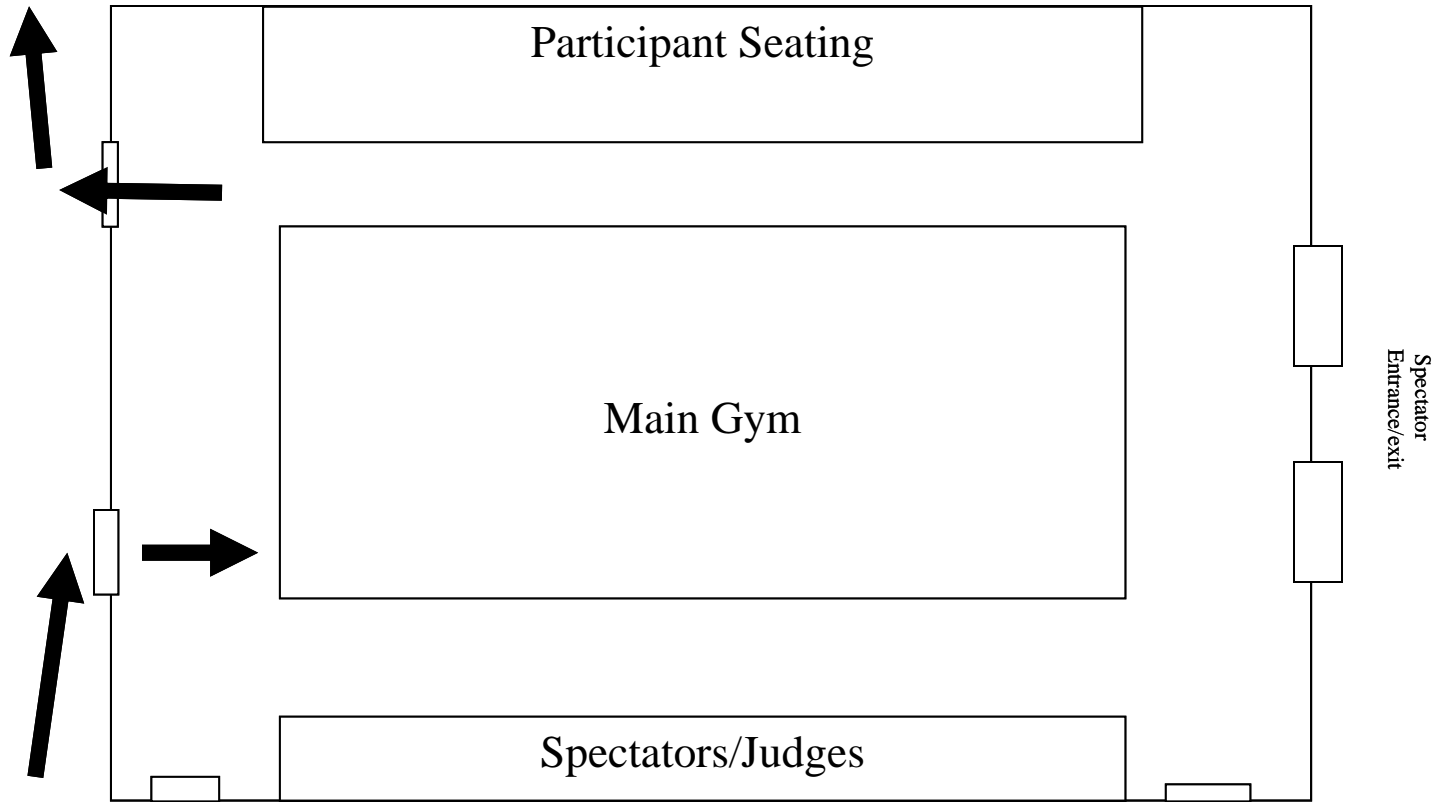 Participant Seating
Main Gym
Spectator
Entrance/exit
Spectators/Judges